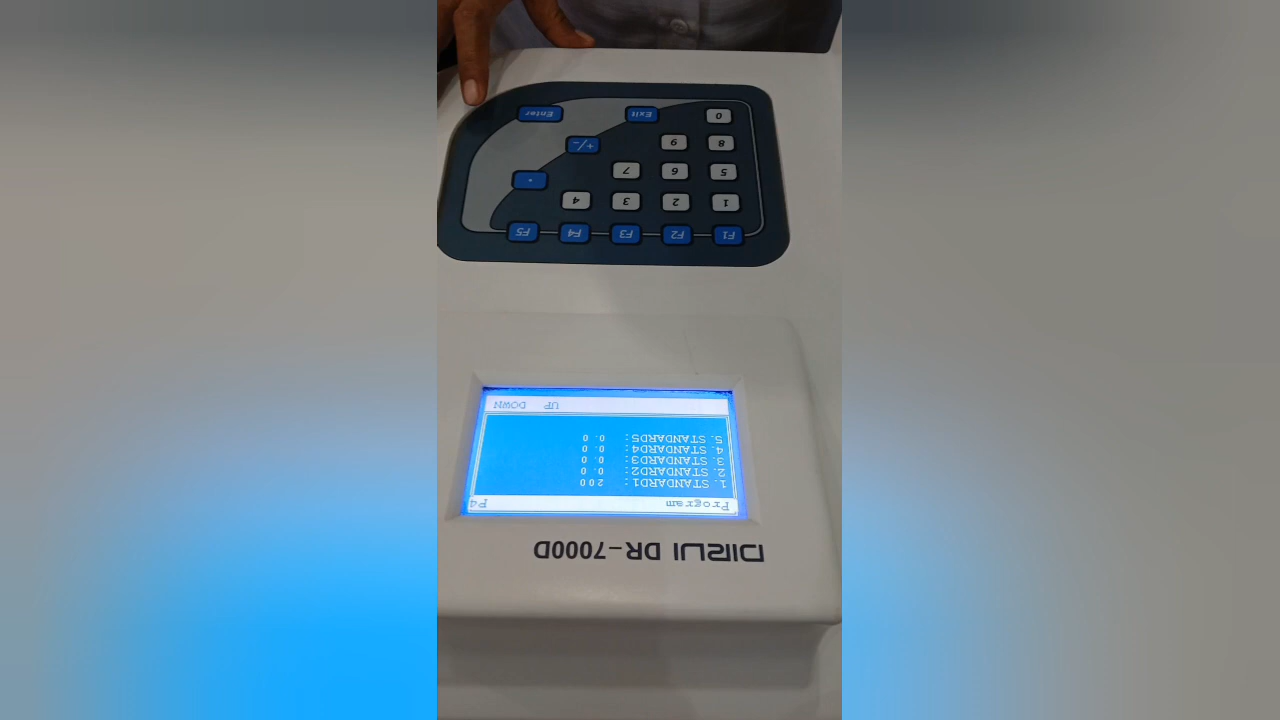 DIRUI DR-7000D
Program P4
1. STANDARD1: 200
2. STANDARD2: 0.0
3. STANDARD3: 0.0
4. STANDARD4: 0.0
5. STANDARD5: 0.0
UP DOWN
F1 F2 F3 F4 F5
1 2 3 4
5 6 7 .
8 9 +/-
0 Exit Enter